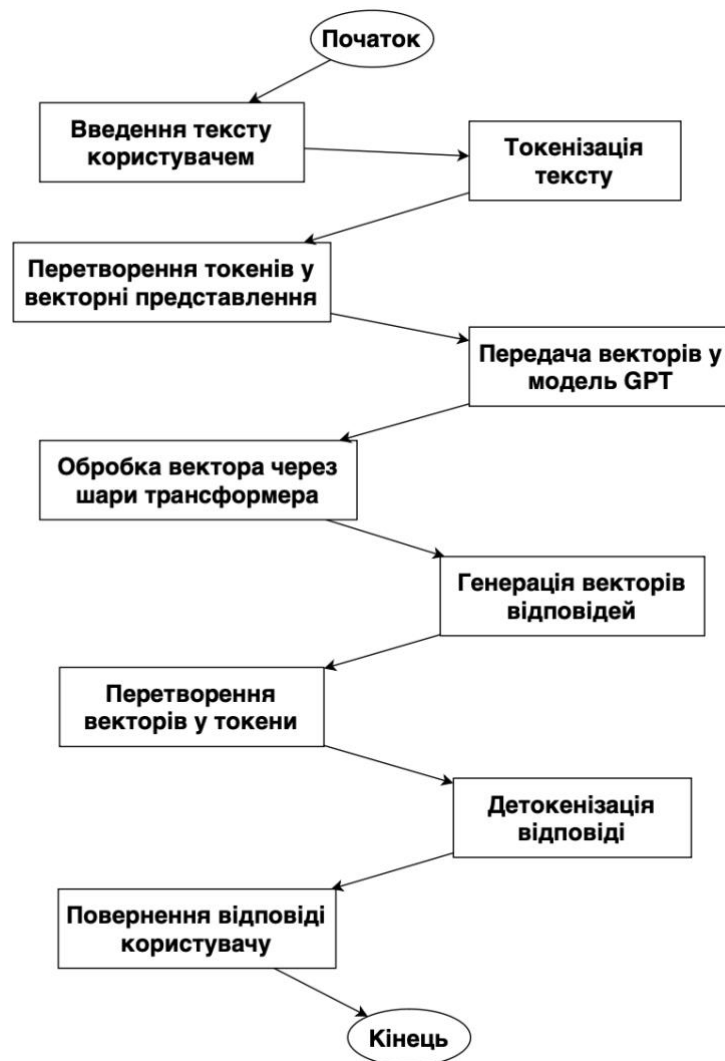 Початок
Введення тексту
користувачем
Токенізація
тексту
Перетворення токенів у
векторні представлення
Передача векторів у
модель GPT
Обробка вектора через
шари трансформера
Генерація векторів
відповідей
Перетворення
векторів у токени
Детокенізація
відповіді
Повернення відповіді
користувачу
Кінець